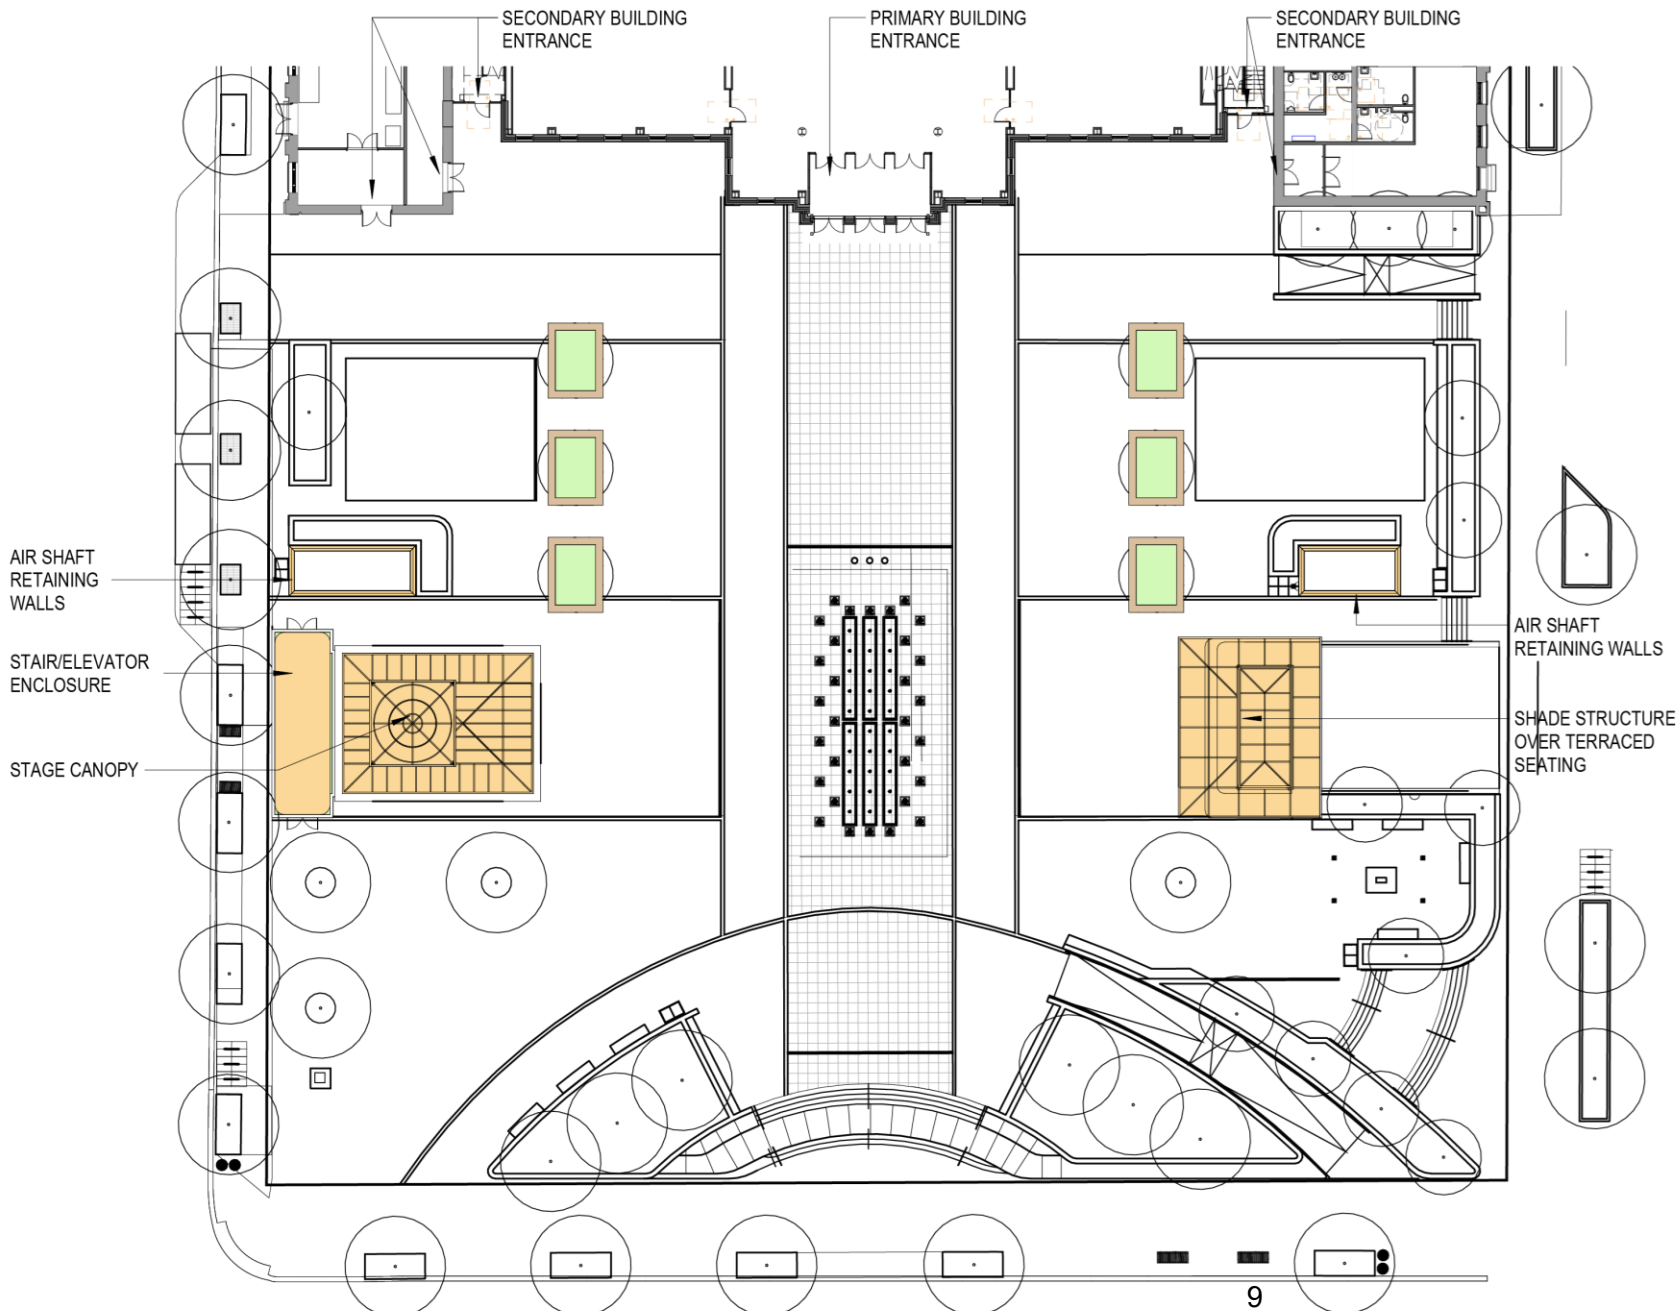 SECONDARY BUILDING
ENTRANCE
PRIMARY BUILDING
ENTRANCE
SECONDARY BUILDING
ENTRANCE
AIR SHAFT
RETAINING
WALLS
STAIR/ELEVATOR
ENCLOSURE
STAGE CANOPY
AIR SHAFT
RETAINING WALLS
SHADE STRUCTURE
OVER TERRACED
SEATING
9